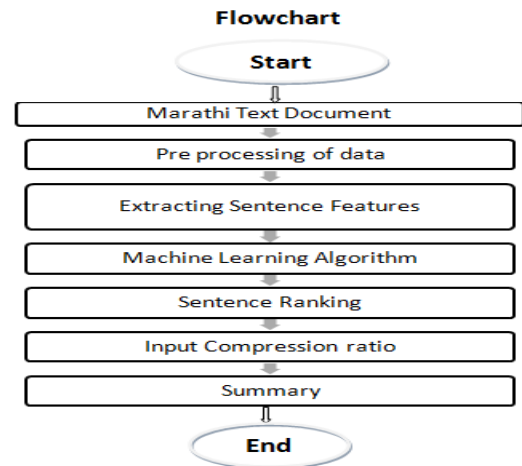 Flowchart
Start
Marathi Text Document
Pre processing of data
Extracting Sentence Features
Machine Learning Algorithm
Sentence Ranking
Input Compression ratio
Summary
End